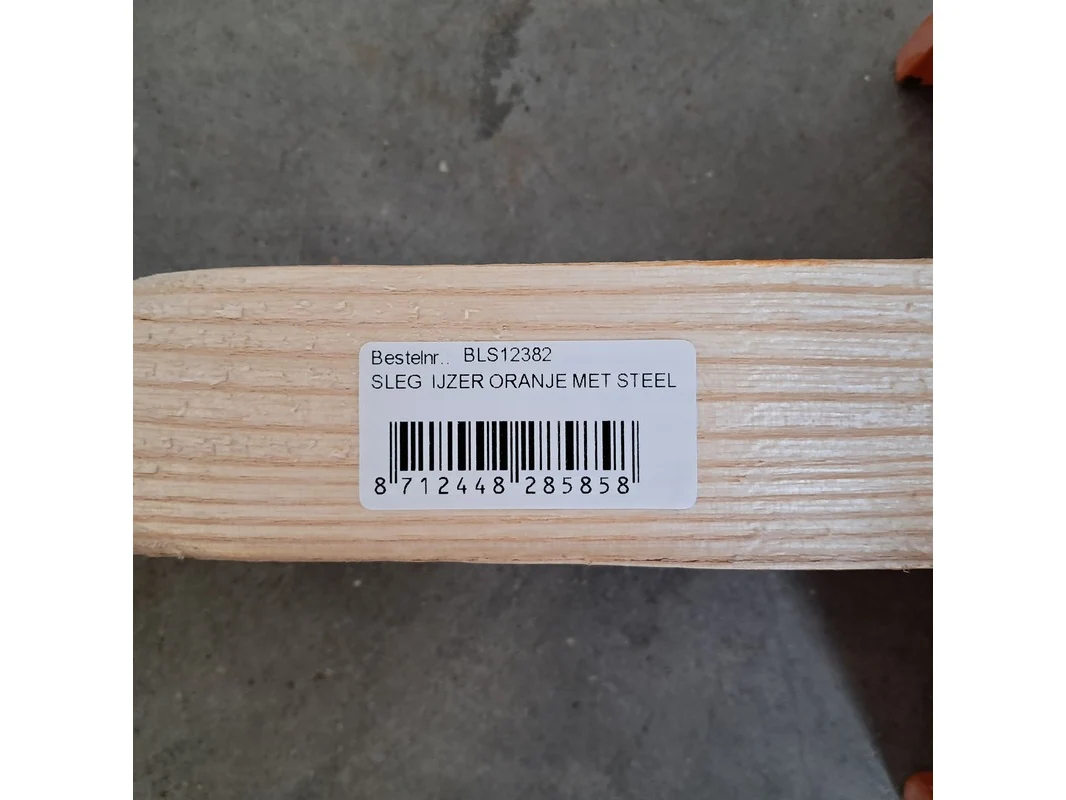 Bestelnr.. BLS12382
SLEG IJZER ORANJE MET STEEL
8 712448 285858